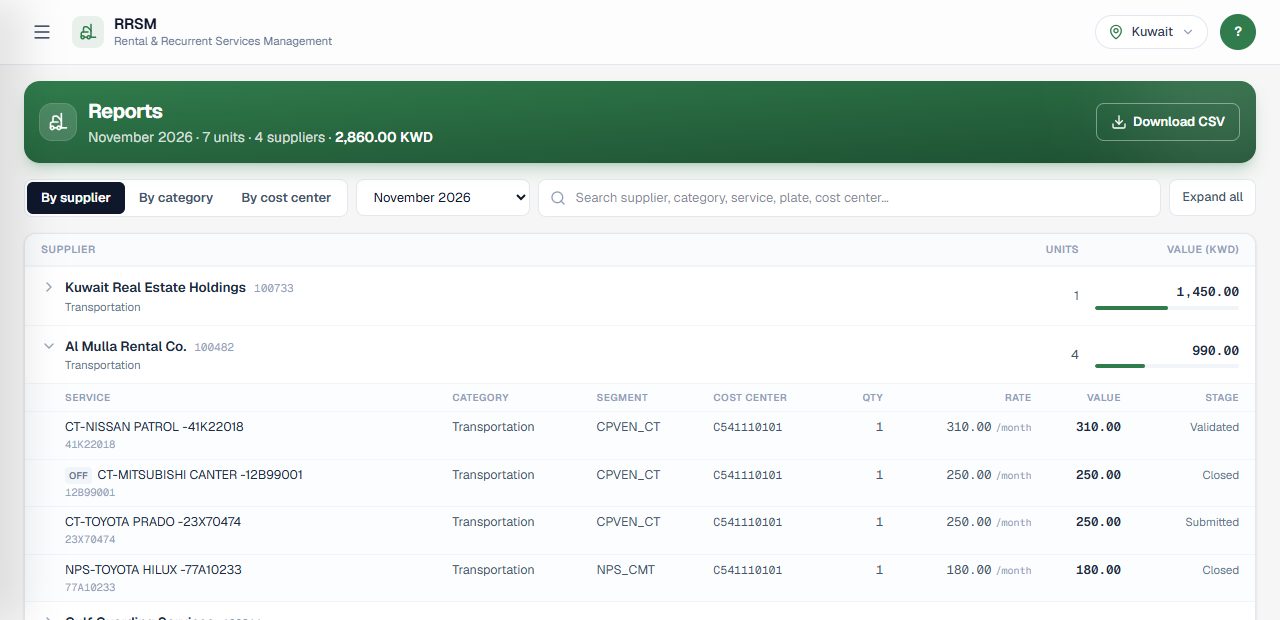 RRSM
Rental & Recurrent Services Management
Kuwait
?
Reports
November 2026 · 7 units · 4 suppliers · 2,860.00 KWD
Download CSV
By supplier By category By cost center November 2026 Search supplier, category, service, plate, cost center... Expand all
SUPPLIER UNITS VALUE (KWD)
Kuwait Real Estate Holdings 100733
Transportation
1 1,450.00
Al Mulla Rental Co. 100482
Transportation
4 990.00
SERVICE CATEGORY SEGMENT COST CENTER QTY RATE VALUE STAGE
CT-NISSAN PATROL -41K22018 Transportation CPVEN_CT C541110101 1 310.00 /month 310.00 Validated
41K22018
OFF CT-MITSUBISHI CANTER -12B99001 Transportation CPVEN_CT C541110101 1 250.00 /month 250.00 Closed
12B99001
CT-TOYOTA PRADO -23X70474 Transportation CPVEN_CT C541110101 1 250.00 /month 250.00 Submitted
23X70474
NPS-TOYOTA HILUX -77A10233 Transportation NPS_CMT C541110101 1 180.00 /month 180.00 Closed
77A10233